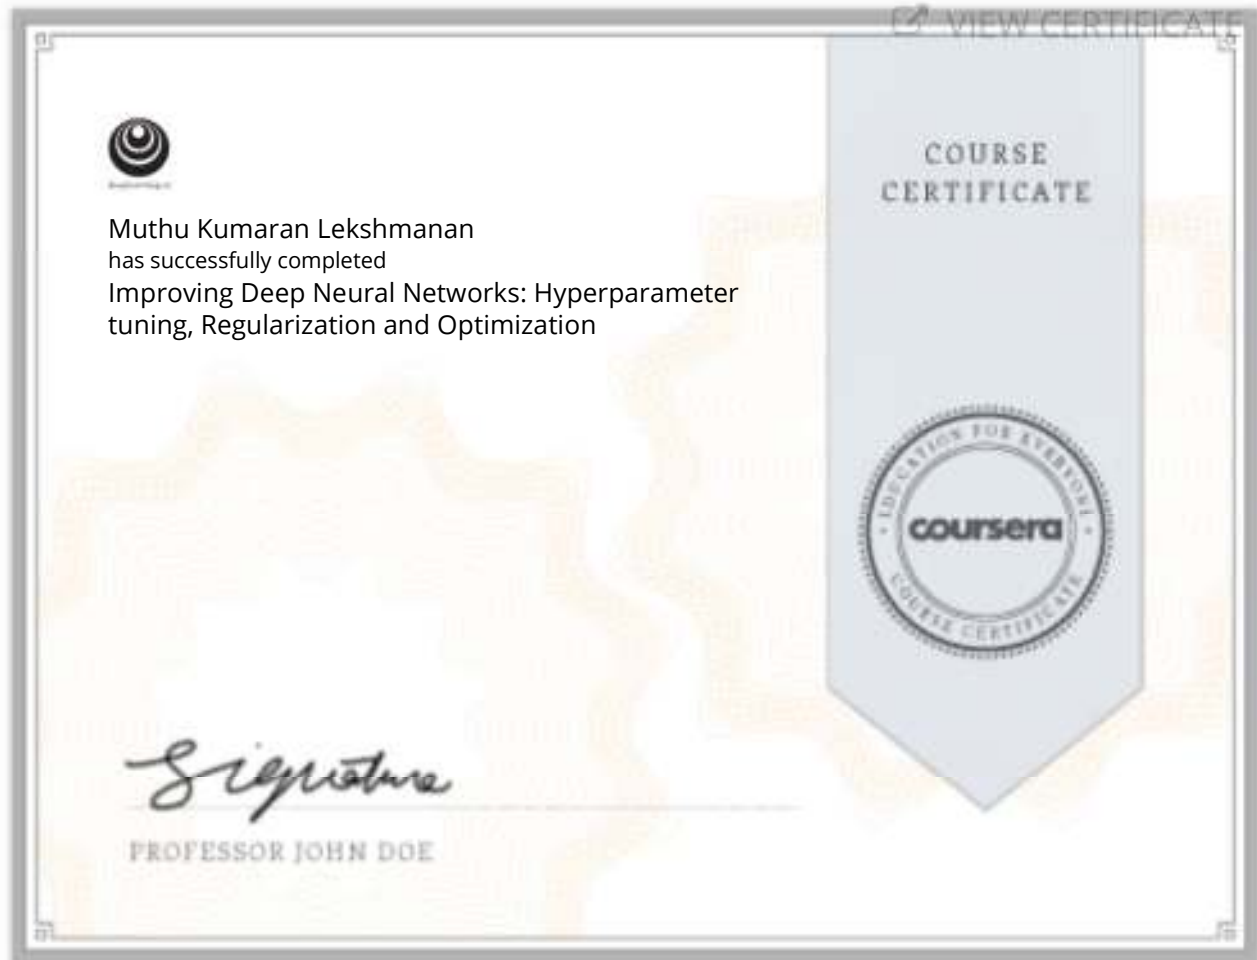 VIEW CERTIFICATE
COURSE
CERTIFICATE
Muthu Kumaran Lekshmanan
has successfully completed
Improving Deep Neural Networks: Hyperparameter
tuning, Regularization and Optimization
EDUCATION FOR EVERYONE
coursera
COURSE CERTIFICATE
Signature
PROFESSOR JOHN DOE